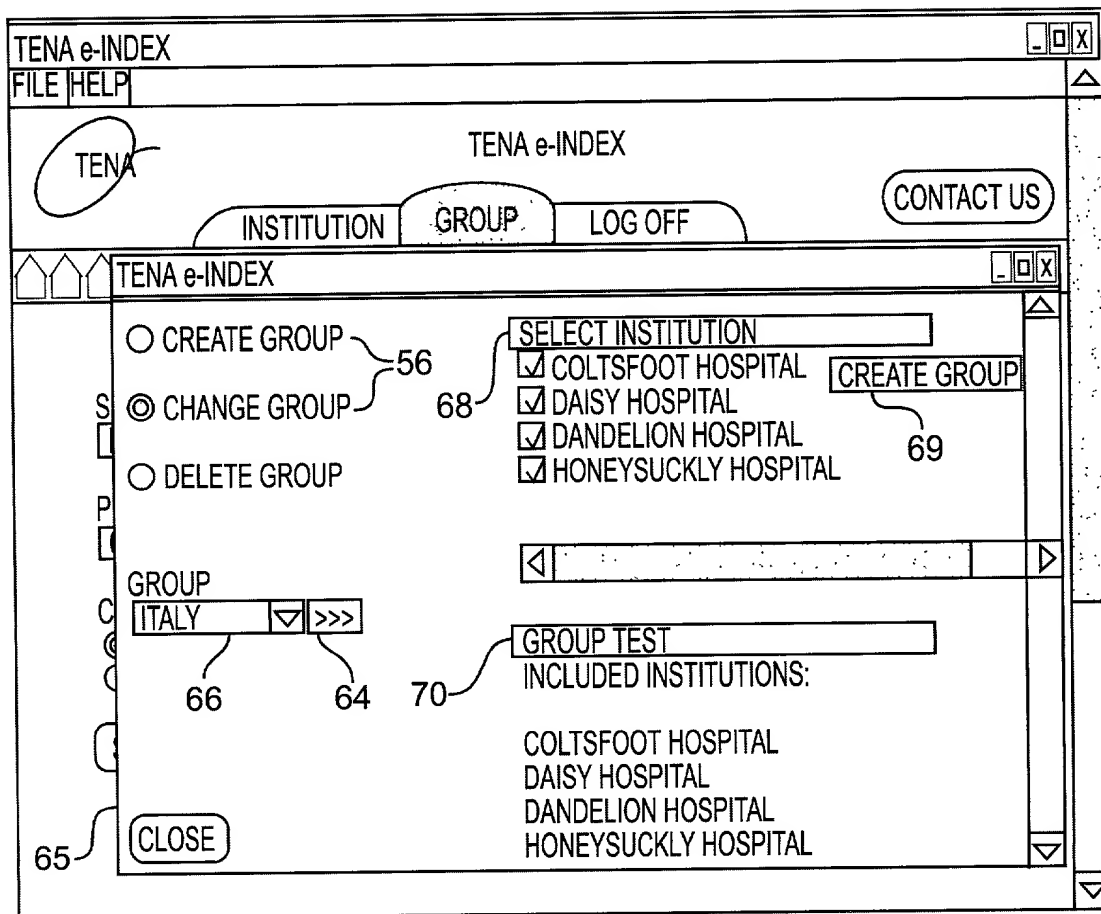 TENA e-INDEX
FILE HELP
TENA
TENA e-INDEX
CONTACT US
INSTITUTION GROUP LOG OFF
TENA e-INDEX
CREATE GROUP
56
CHANGE GROUP
DELETE GROUP
S
P
C
68
SELECT INSTITUTION
COLTSFOOT HOSPITAL
DAISY HOSPITAL
DANDELION HOSPITAL
HONEYSUCKLY HOSPITAL
CREATE GROUP
69
GROUP
ITALY >>>
66 64
70
GROUP TEST
INCLUDED INSTITUTIONS:
COLTSFOOT HOSPITAL
DAISY HOSPITAL
DANDELION HOSPITAL
HONEYSUCKLY HOSPITAL
65
CLOSE